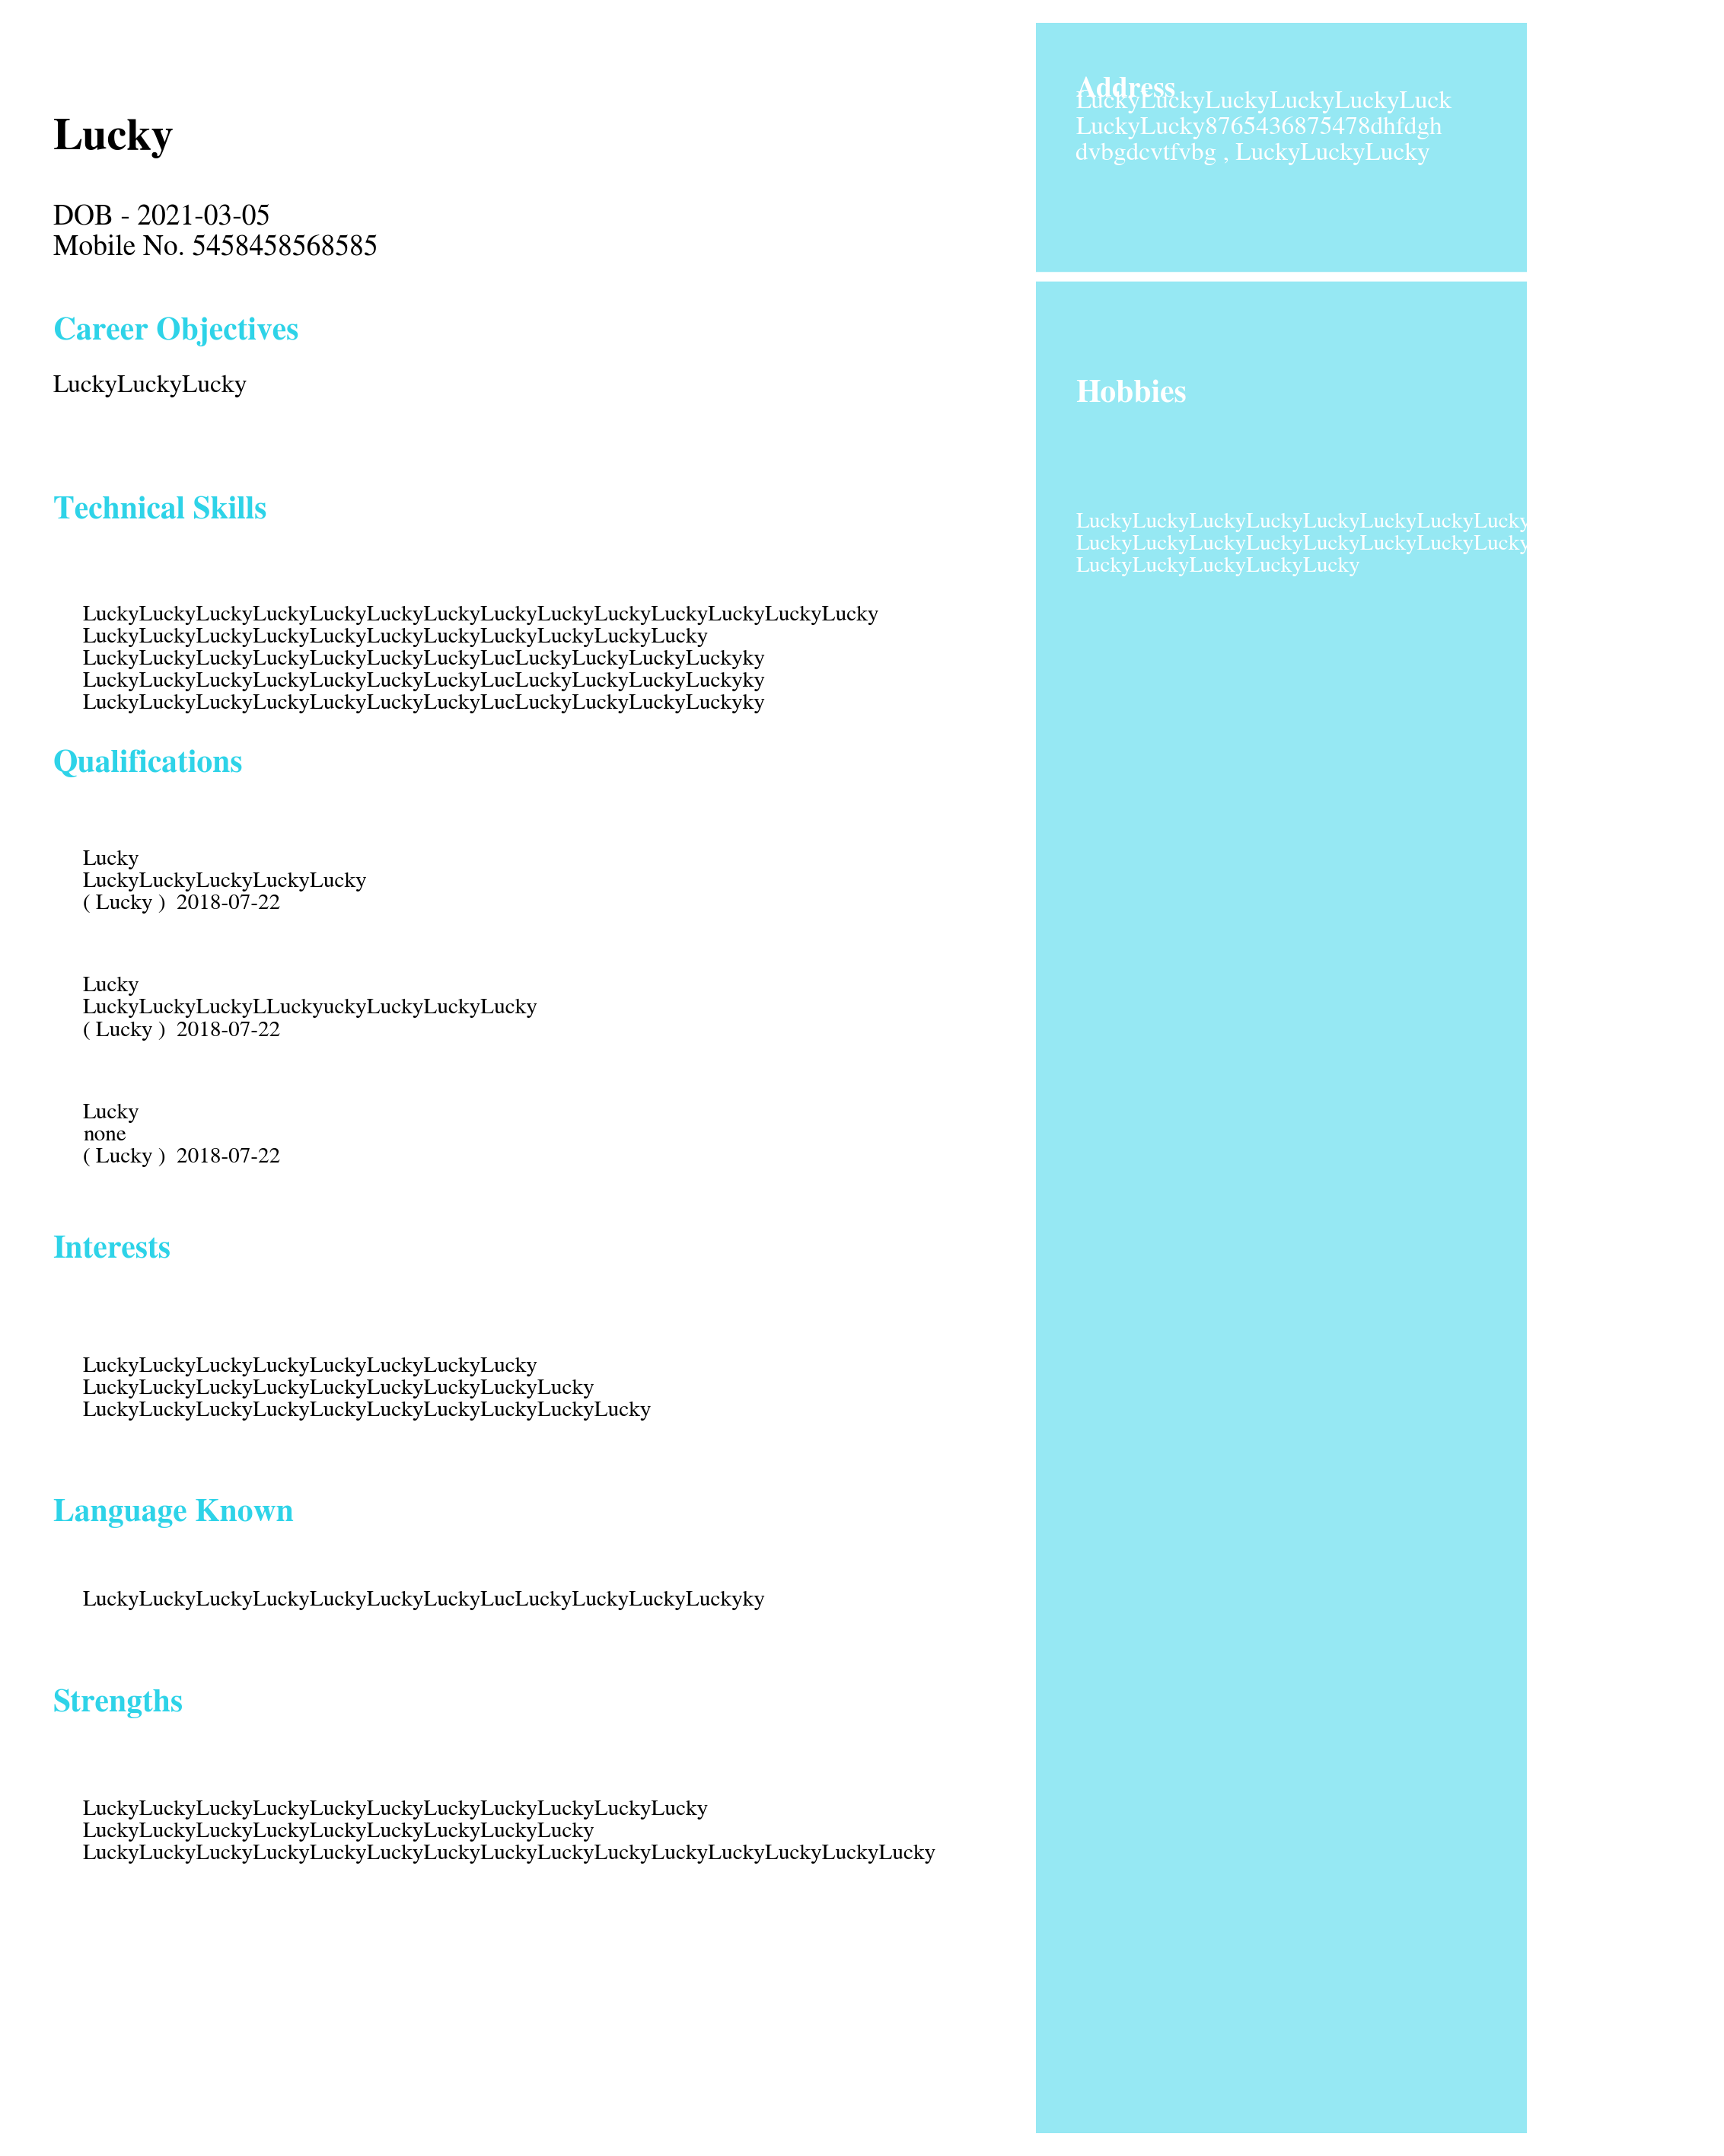 Lucky
DOB - 2021-03-05
Mobile No. 5458458568585
Career Objectives
LuckyLuckyLucky
Technical Skills
LuckyLuckyLuckyLuckyLuckyLuckyLuckyLuckyLuckyLuckyLuckyLuckyLuckyLucky
LuckyLuckyLuckyLuckyLuckyLuckyLuckyLuckyLuckyLuckyLucky
LuckyLuckyLuckyLuckyLuckyLuckyLuckyLucLuckyLuckyLuckyLuckyky
LuckyLuckyLuckyLuckyLuckyLuckyLuckyLucLuckyLuckyLuckyLuckyky
LuckyLuckyLuckyLuckyLuckyLuckyLuckyLucLuckyLuckyLuckyLuckyky
Qualifications
Lucky
LuckyLuckyLuckyLuckyLucky
( Lucky ) 2018-07-22
Lucky
LuckyLuckyLuckyLLuckyuckyLuckyLuckyLucky
( Lucky ) 2018-07-22
Lucky
none
( Lucky ) 2018-07-22
Interests
LuckyLuckyLuckyLuckyLuckyLuckyLuckyLucky
LuckyLuckyLuckyLuckyLuckyLuckyLuckyLuckyLucky
LuckyLuckyLuckyLuckyLuckyLuckyLuckyLuckyLuckyLucky
Language Known
LuckyLuckyLuckyLuckyLuckyLuckyLuckyLucLuckyLuckyLuckyLuckyky
Strengths
LuckyLuckyLuckyLuckyLuckyLuckyLuckyLuckyLuckyLuckyLucky
LuckyLuckyLuckyLuckyLuckyLuckyLuckyLuckyLucky
LuckyLuckyLuckyLuckyLuckyLuckyLuckyLuckyLuckyLuckyLuckyLuckyLuckyLuckyLucky
Address
LuckyLuckyLuckyLuckyLuckyLuck
LuckyLucky8765436875478dhfdgh
dvbgdcvtfvbg , LuckyLuckyLucky
Hobbies
LuckyLuckyLuckyLuckyLuckyLuckyLuckyLucky
LuckyLuckyLuckyLuckyLuckyLuckyLuckyLucky
LuckyLuckyLuckyLuckyLucky